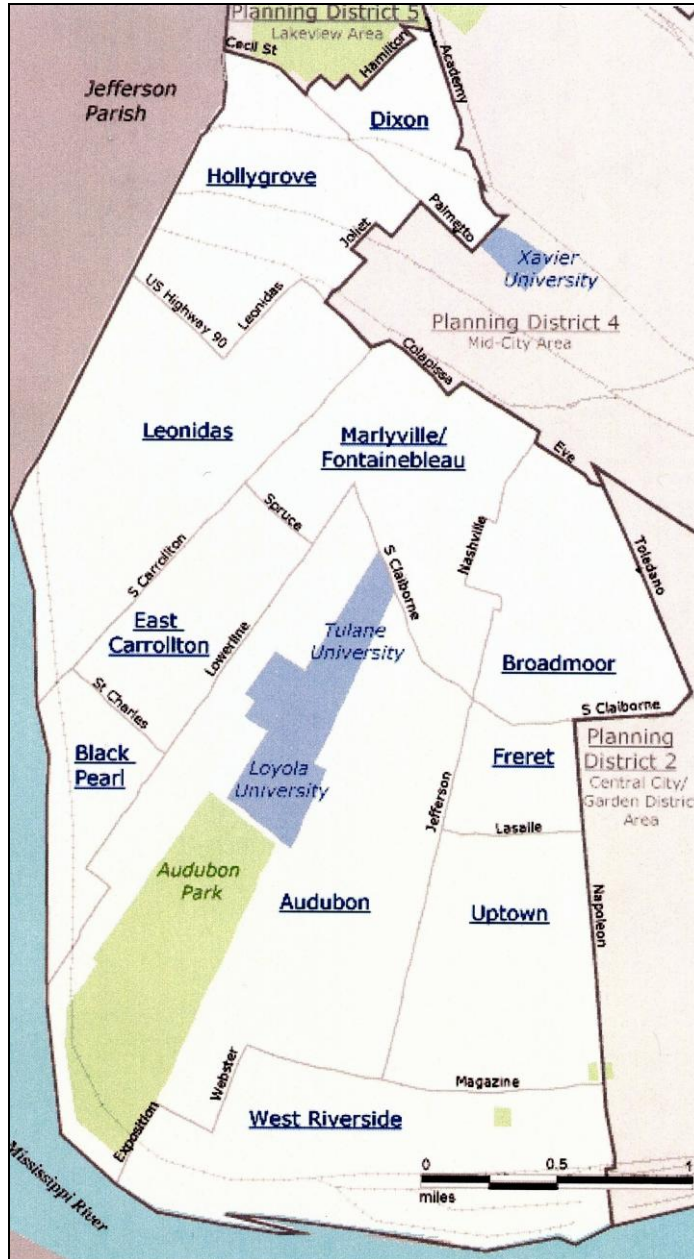 Planning District 5
Lakeview Area
Cecil St
Hamilton
Academy
Jefferson
Parish
Dixon
Hollygrove
Palmetto
Joliet
Xavier
University
US Highway 90
Leonidas
Planning District 4
Mid-City Area
Colapissa
Leonidas
Marlyville/
Fontainebleau
Eve
Spruce
Nashville
S Carrollton
S Claiborne
Toledano
East
Carrollton
Lowerline
Tulane
University
Broadmoor
St Charles
S Claiborne
Black
Pearl
Loyola
University
Freret
Planning
District 2
Central City/
Garden District
Area
Jefferson
Lasalle
Audubon
Park
Audubon
Uptown
Napoleon
Webster
Magazine
West Riverside
Exposition
Mississippi River
0 0.5 1
miles